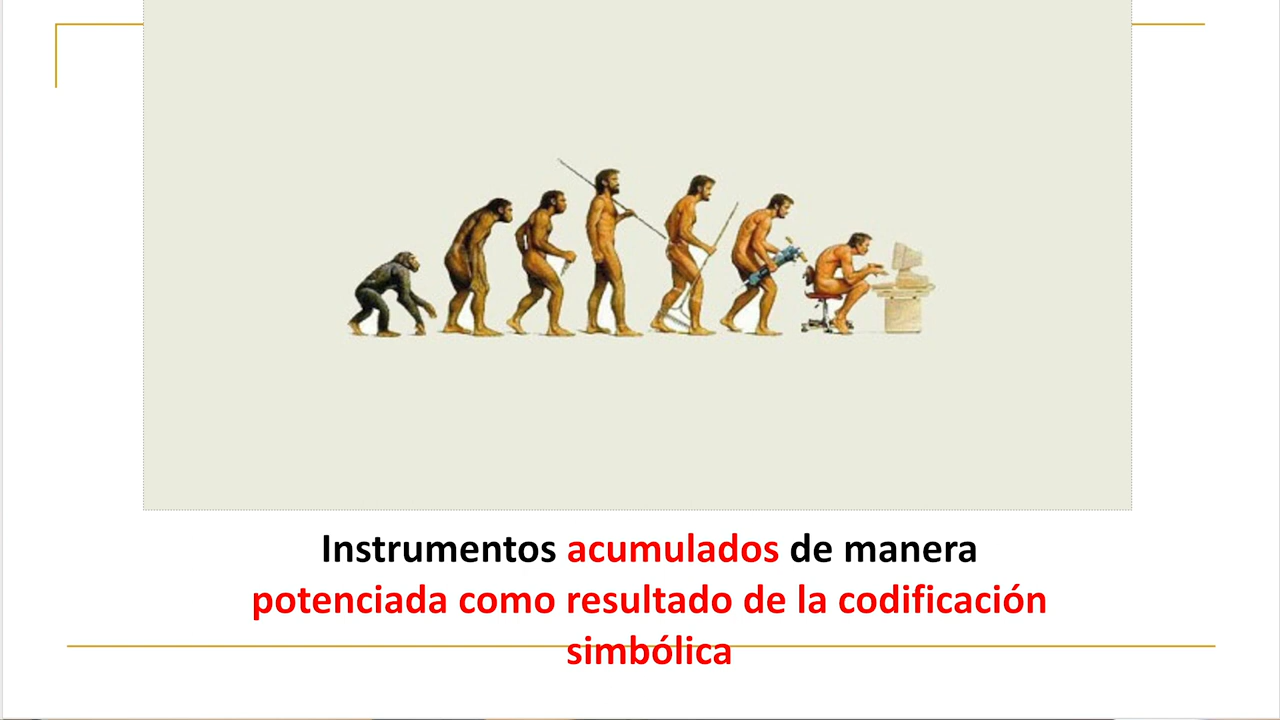 Instrumentos acumulados de manera
potenciada como resultado de la codificación
simbólica